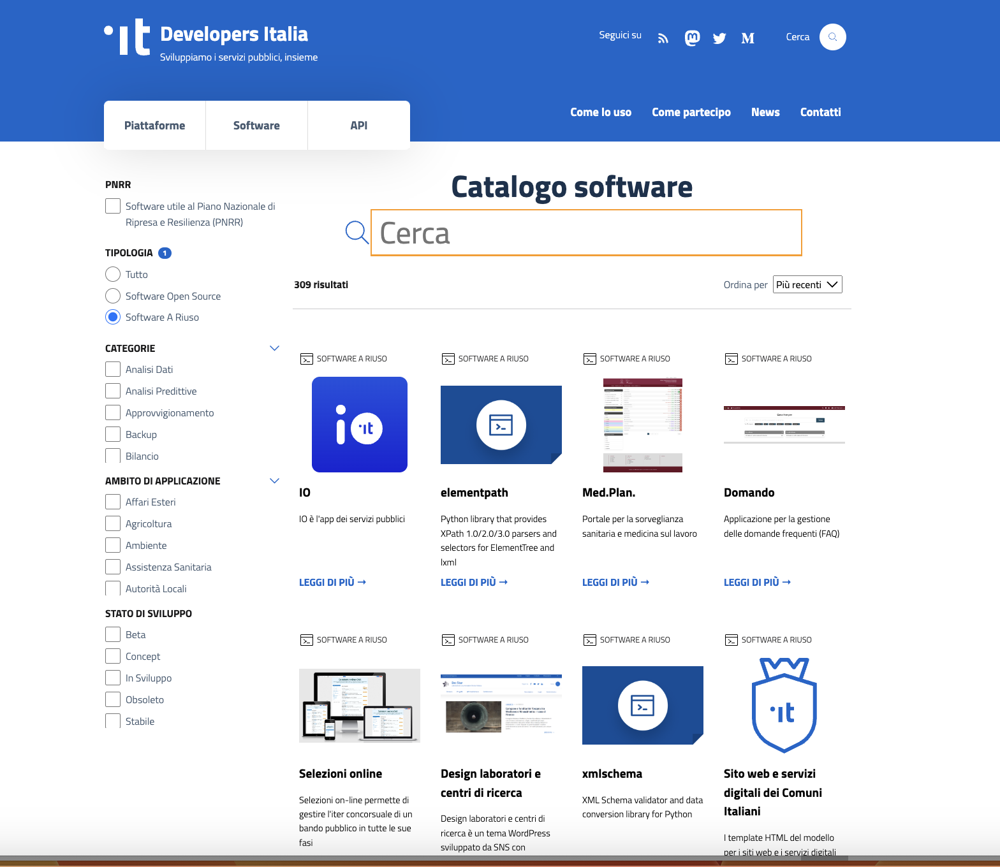 Developers Italia
Sviluppiamo i servizi pubblici, insieme
Seguici su
Cerca
Piattaforme
Software
API
Come lo uso
Come partecipo
News
Contatti
PNRR
Software utile al Piano Nazionale di
Ripresa e Resilienza (PNRR)
TIPOLOGIA 1
Tutto
Software Open Source
Software A Riuso
CATEGORIE
Analisi Dati
Analisi Predittive
Approvvigionamento
Backup
Bilancio
AMBITO DI APPLICAZIONE
Affari Esteri
Agricoltura
Ambiente
Assistenza Sanitaria
Autorità Locali
STATO DI SVILUPPO
Beta
Concept
In Sviluppo
Obsoleto
Stabile
Catalogo software
Cerca
309 risultati
Ordina per
Più recenti
SOFTWARE A RIUSO
IO
IO è l'app dei servizi pubblici
LEGGI DI PIÙ →
SOFTWARE A RIUSO
elementpath
Python library that provides
XPath 1.0/2.0/3.0 parsers and
selectors for ElementTree and
lxml
LEGGI DI PIÙ →
SOFTWARE A RIUSO
Med.Plan.
Portale per la sorveglianza
sanitaria e medicina sul lavoro
LEGGI DI PIÙ →
SOFTWARE A RIUSO
Domando
Applicazione per la gestione
delle domande frequenti (FAQ)
LEGGI DI PIÙ →
SOFTWARE A RIUSO
Selezioni online
Selezioni on-line permette di
gestire l'iter concorsuale di un
bando pubblico in tutte le sue
fasi
SOFTWARE A RIUSO
Design laboratori e
centri di ricerca
Design laboratori e centri di
ricerca è un tema WordPress
sviluppato da SNS con
SOFTWARE A RIUSO
xmlschema
XML Schema validator and data
conversion library for Python
SOFTWARE A RIUSO
Sito web e servizi
digitali dei Comuni
Italiani
I template HTML del modello
per i siti web e i servizi digitali